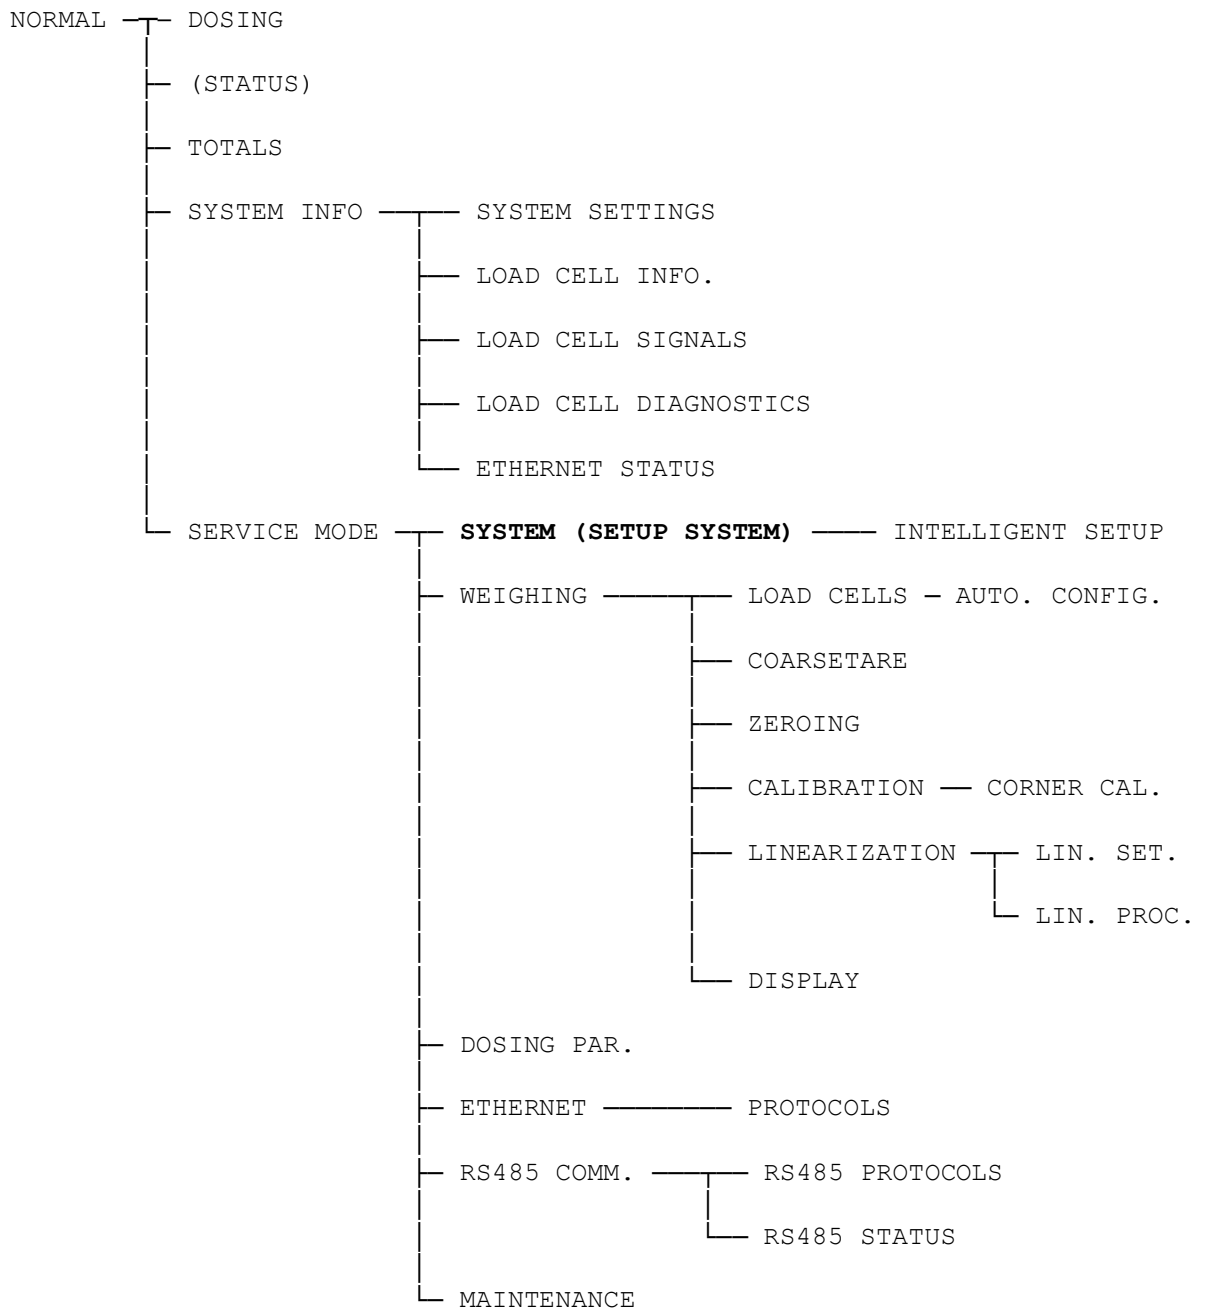 NORMAL DOSING
(STATUS)
TOTALS
SYSTEM INFO SYSTEM SETTINGS
LOAD CELL INFO.
LOAD CELL SIGNALS
LOAD CELL DIAGNOSTICS
ETHERNET STATUS
SERVICE MODE SYSTEM (SETUP SYSTEM) INTELLIGENT SETUP
WEIGHING LOAD CELLS AUTO. CONFIG.
COARSETARE
ZEROING
CALIBRATION CORNER CAL.
LINEARIZATION LIN. SET.
LIN. PROC.
DISPLAY
DOSING PAR.
ETHERNET PROTOCOLS
RS485 COMM. RS485 PROTOCOLS
RS485 STATUS
MAINTENANCE